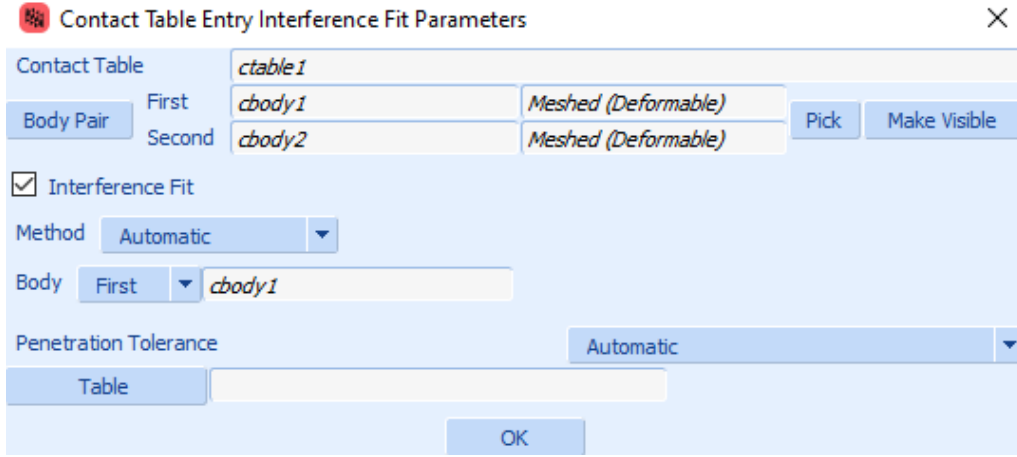 Contact Table Entry Interference Fit Parameters
Contact Table ctable1
Body Pair First cbody1 Meshed (Deformable) Pick Make Visible
Second cbody2 Meshed (Deformable)
Interference Fit
Method Automatic
Body First cbody1
Penetration Tolerance Automatic
Table
OK